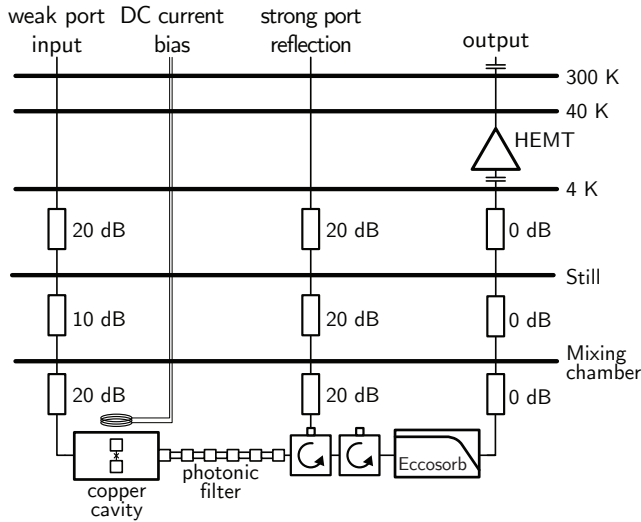 weak port
input
DC current
bias
strong port
reflection
output
300 K
40 K
HEMT
4 K
20 dB
20 dB
0 dB
Still
10 dB
20 dB
0 dB
Mixing
chamber
20 dB
20 dB
0 dB
photonic
filter
Eccosorb
copper
cavity